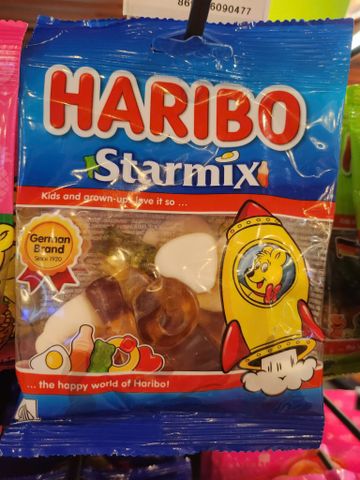 HARIBO
Starmix
Kids and grown-ups love it so ...
German
Brand
Since 1920
... the happy world of Haribo!